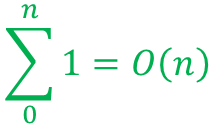 n
∑ 1 = O(n)
0